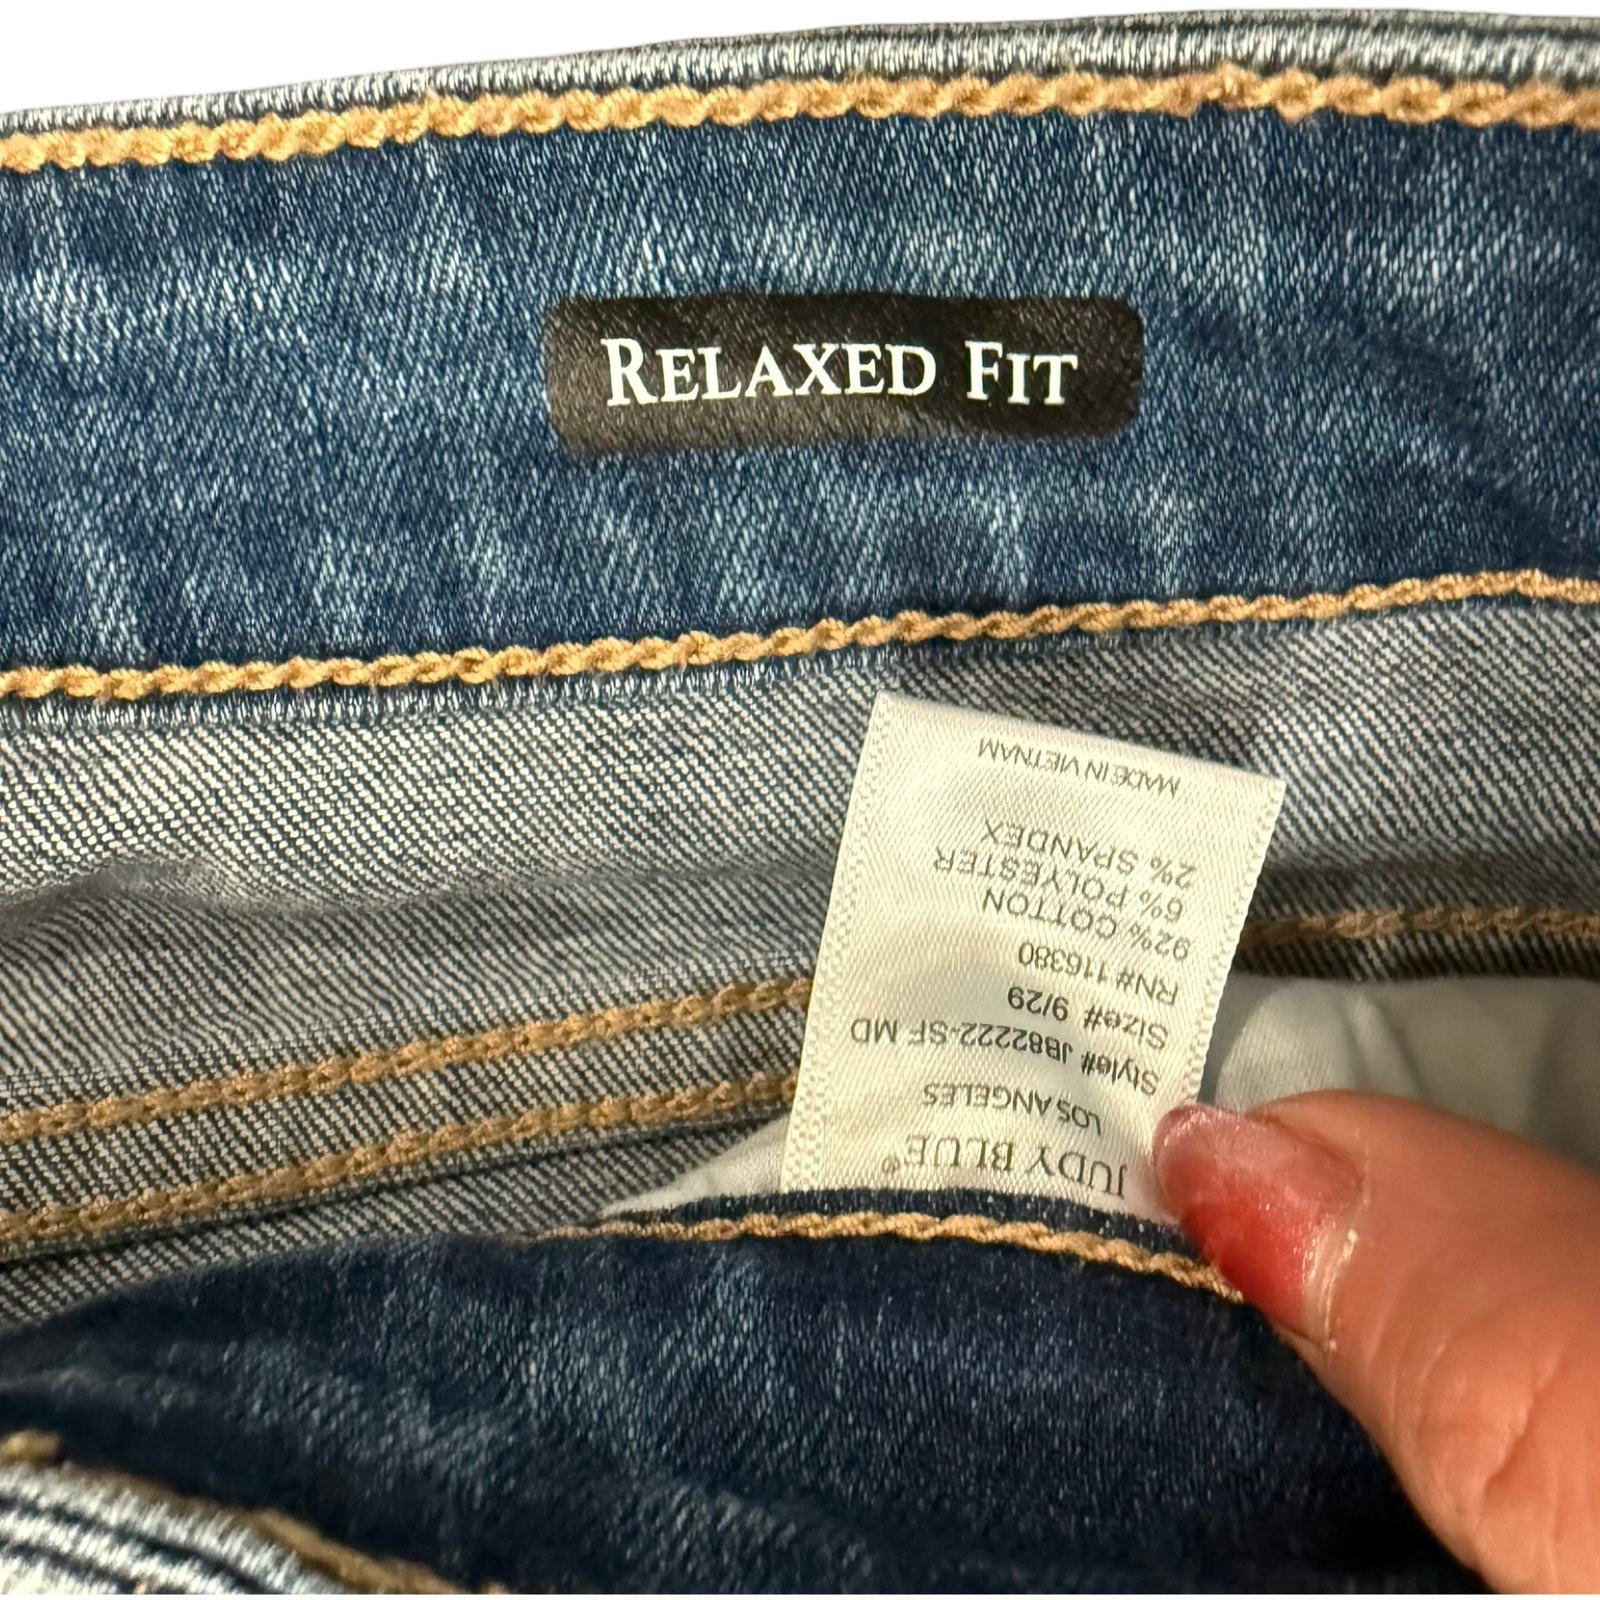 RELAXED FIT
JUDY BLUE®
LOS ANGELES
Style# JB82222-SF MD
Size# 9/29
RN# 116380
92% COTTON
6% POLYESTER
2% SPANDEX
MADE IN VIETNAM